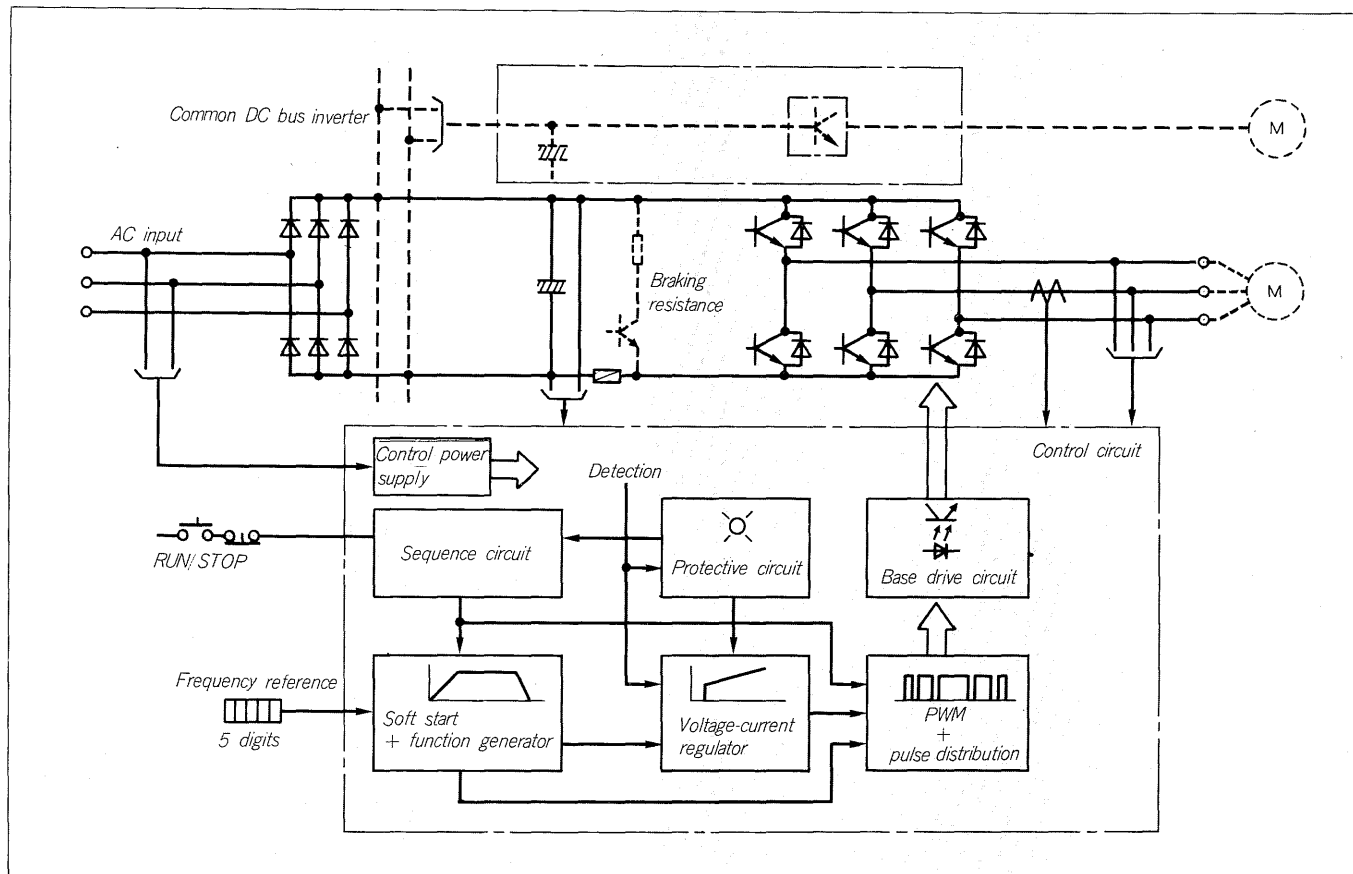 Common DC bus inverter
M
AC input
Braking
resistance
M
Control circuit
Control power
supply
Detection
RUN/STOP
Sequence circuit
Protective circuit
Base drive circuit
Frequency reference
5 digits
Soft start
+ function generator
Voltage-current
regulator
PWM
+
pulse distribution